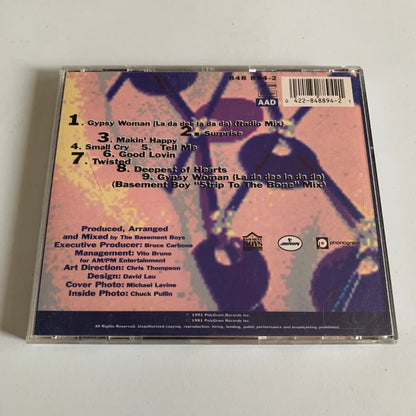 848 894-2
AAD
0 422-848894-2
1. Gypsy Woman (La da dee la da da) (Radio Mix)
2. Surprise
3. Makin' Happy
4. Small Cry 5. Tell Me
6. Good Lovin
7. Twisted
8. Deepest of Hearts
9. Gypsy Woman (La da dee la da da)
(Basement Boy "Strip To The Bone" Mix)
Produced, Arranged
and Mixed by The Basement Boys
Executive Producer: Bruce Carbone
Management: Vito Bruno
for AM/PM Entertainment
Art Direction: Chris Thompson
Design: David Lau
Cover Photo: Michael Lavine
Inside Photo: Chuck Pullin
BASEMENT BOYS
Mercury
phonogram
℗ 1991 PolyGram Records Inc
© 1991 PolyGram Records Inc
All Rights Reserved. Unauthorized copying, reproduction, hiring, lending, public performance and broadcasting prohibited.